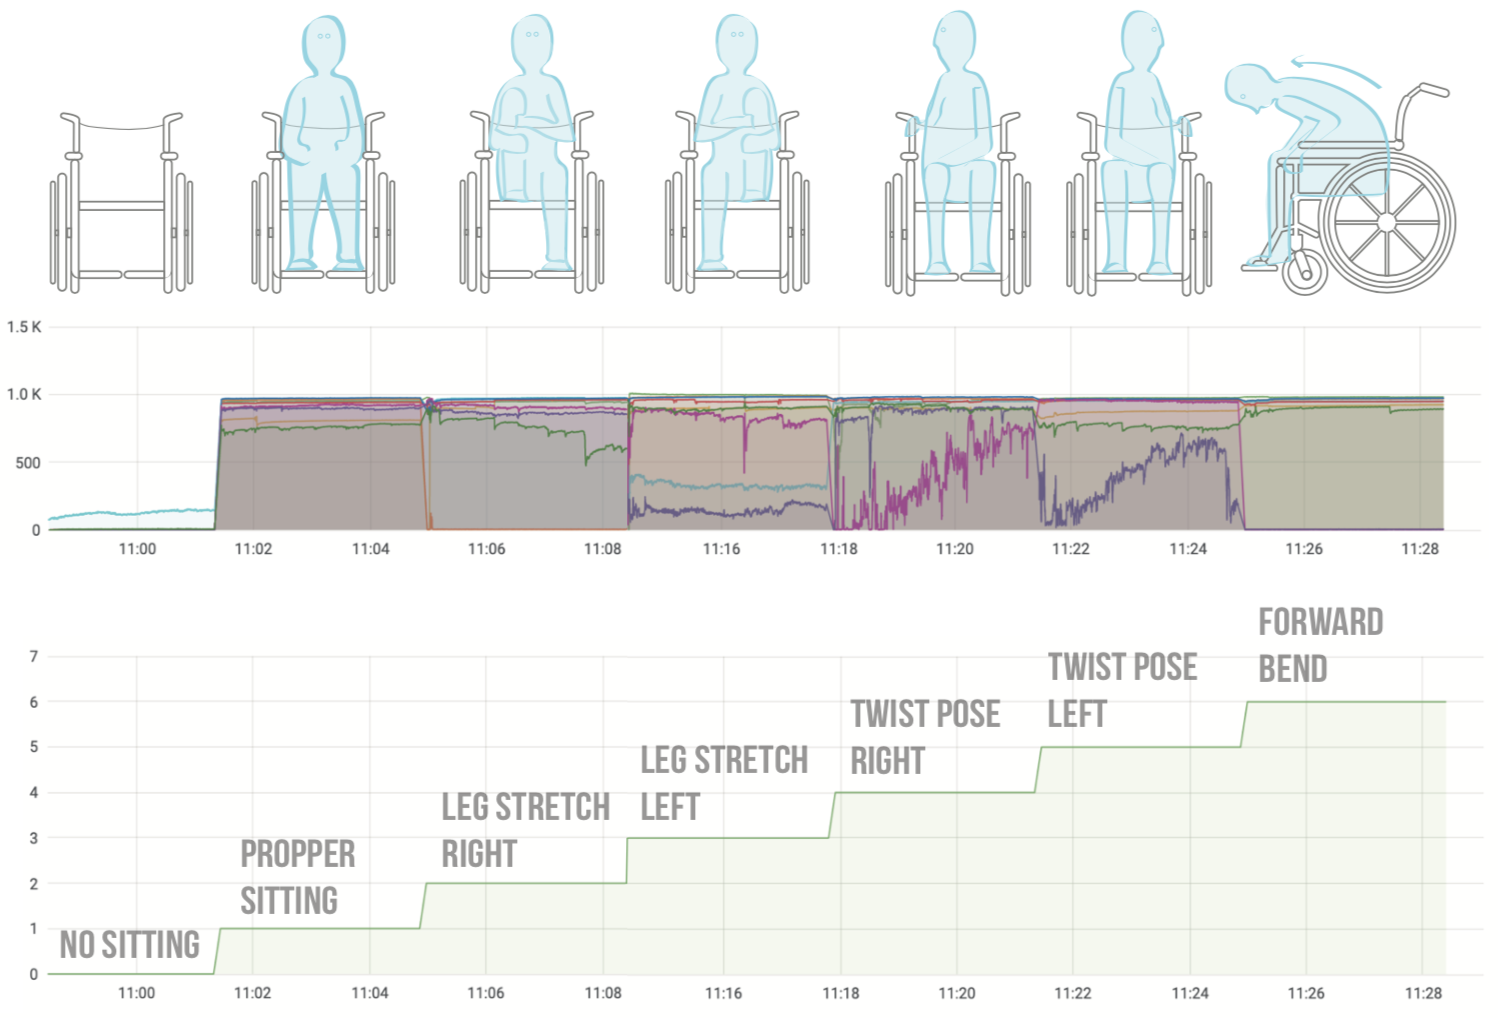 1.5 K
1.0 K
500
0
11:00 11:02 11:04 11:06 11:08 11:16 11:18 11:20 11:22 11:24 11:26 11:28
7
6
5
4
3
2
1
0
NO SITTING
PROPPER
SITTING
LEG STRETCH
RIGHT
LEG STRETCH
LEFT
TWIST POSE
RIGHT
TWIST POSE
LEFT
FORWARD
BEND
11:00 11:02 11:04 11:06 11:08 11:16 11:18 11:20 11:22 11:24 11:26 11:28